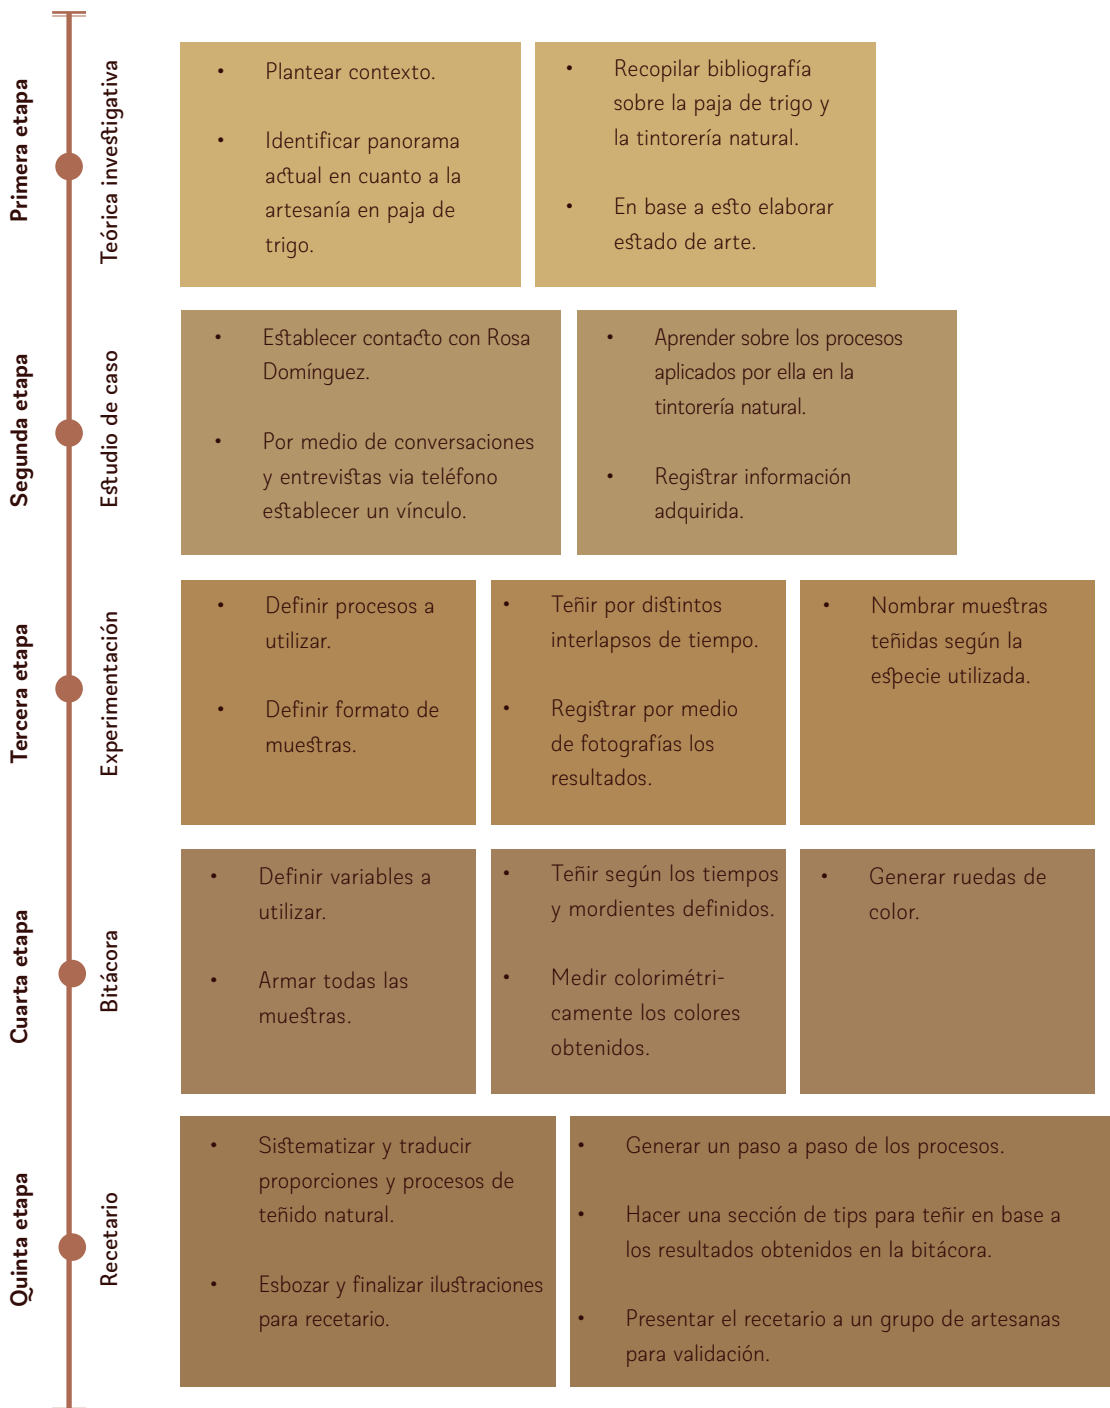 Primera etapa
Teórica investigativa
• Plantear contexto.
• Identificar panorama
actual en cuanto a la
artesanía en paja de
trigo.
• Recopilar bibliografía
sobre la paja de trigo y
la tintorería natural.
• En base a esto elaborar
estado de arte.
Segunda etapa
Estudio de caso
• Establecer contacto con Rosa
Domínguez.
• Por medio de conversaciones
y entrevistas via teléfono
establecer un vínculo.
• Aprender sobre los procesos
aplicados por ella en la
tintorería natural.
• Registrar información
adquirida.
Tercera etapa
Experimentación
• Definir procesos a
utilizar.
• Definir formato de
muestras.
• Teñir por distintos
interlapsos de tiempo.
• Registrar por medio
de fotografías los
resultados.
• Nombrar muestras
teñidas según la
especie utilizada.
Cuarta etapa
Bitácora
• Definir variables a
utilizar.
• Armar todas las
muestras.
• Teñir según los tiempos
y mordientes definidos.
• Medir colorimétri-
camente los colores
obtenidos.
• Generar ruedas de
color.
Quinta etapa
Recetario
• Sistematizar y traducir
proporciones y procesos de
teñido natural.
• Esbozar y finalizar ilustraciones
para recetario.
• Generar un paso a paso de los procesos.
• Hacer una sección de tips para teñir en base a
los resultados obtenidos en la bitácora.
• Presentar el recetario a un grupo de artesanas
para validación.